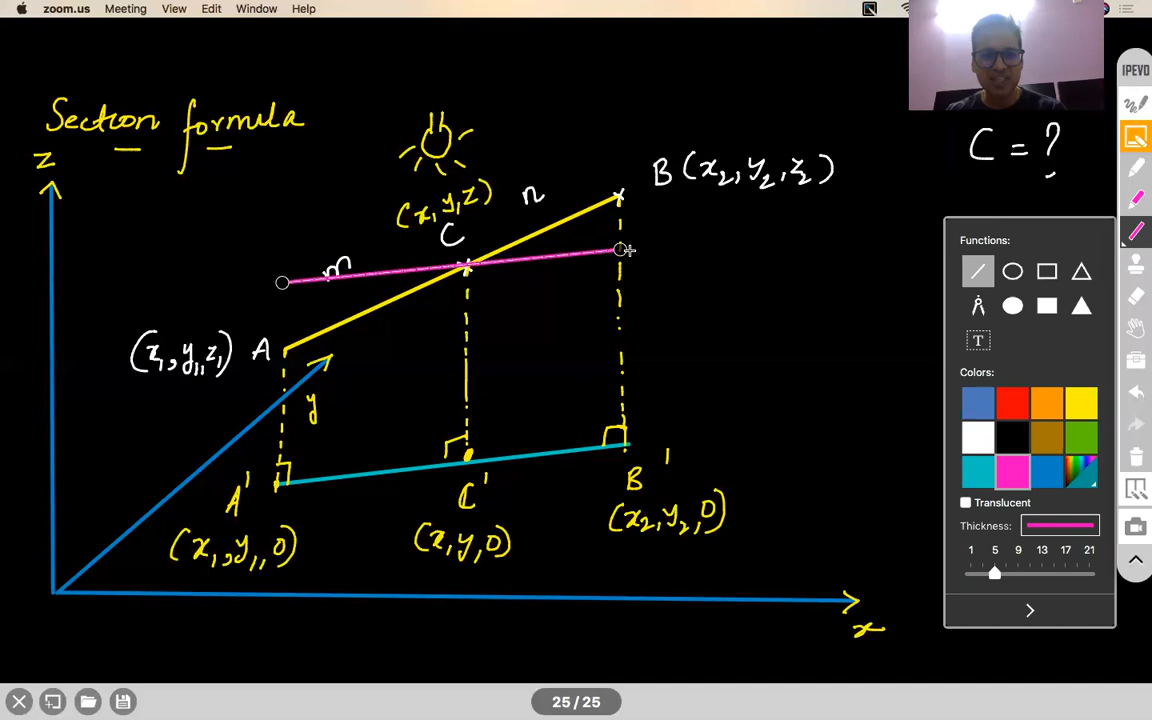 zoom.us Meeting View Edit Window Help
IPEVO
Section formula
C = ?
z
B (x₂, y₂, z₂)
n
(x, y, z)
C
m
(x₁, y₁, z₁) A
y
A' C' B'
(x₁, y₁, 0) (x, y, 0) (x₂, y₂, 0)
x
Functions:
T
Colors:
Translucent
Thickness:
1 5 9 13 17 21
25 / 25